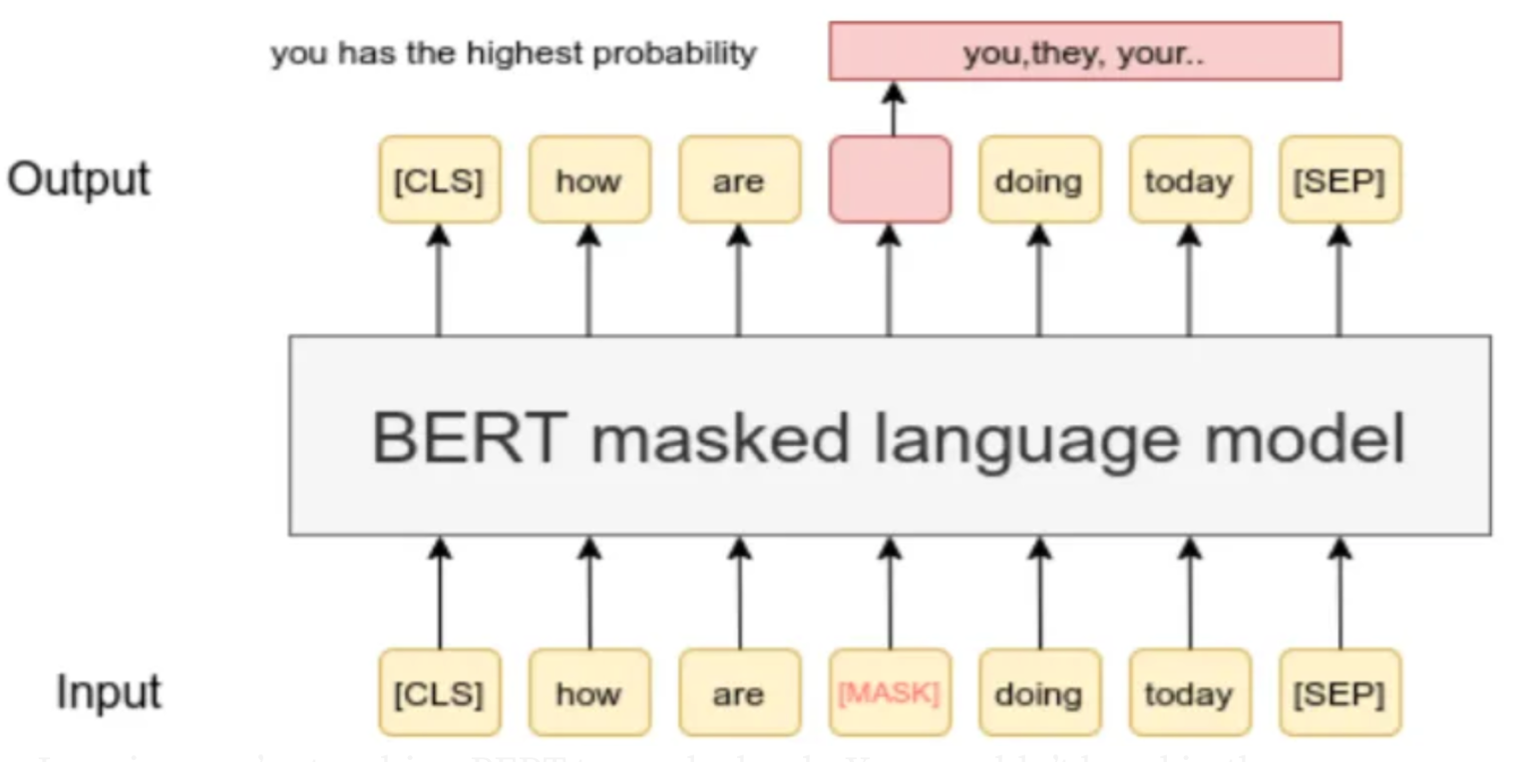 you has the highest probability
you,they, your..
Output
[CLS] how are doing today [SEP]
BERT masked language model
Input
[CLS] how are [MASK] doing today [SEP]